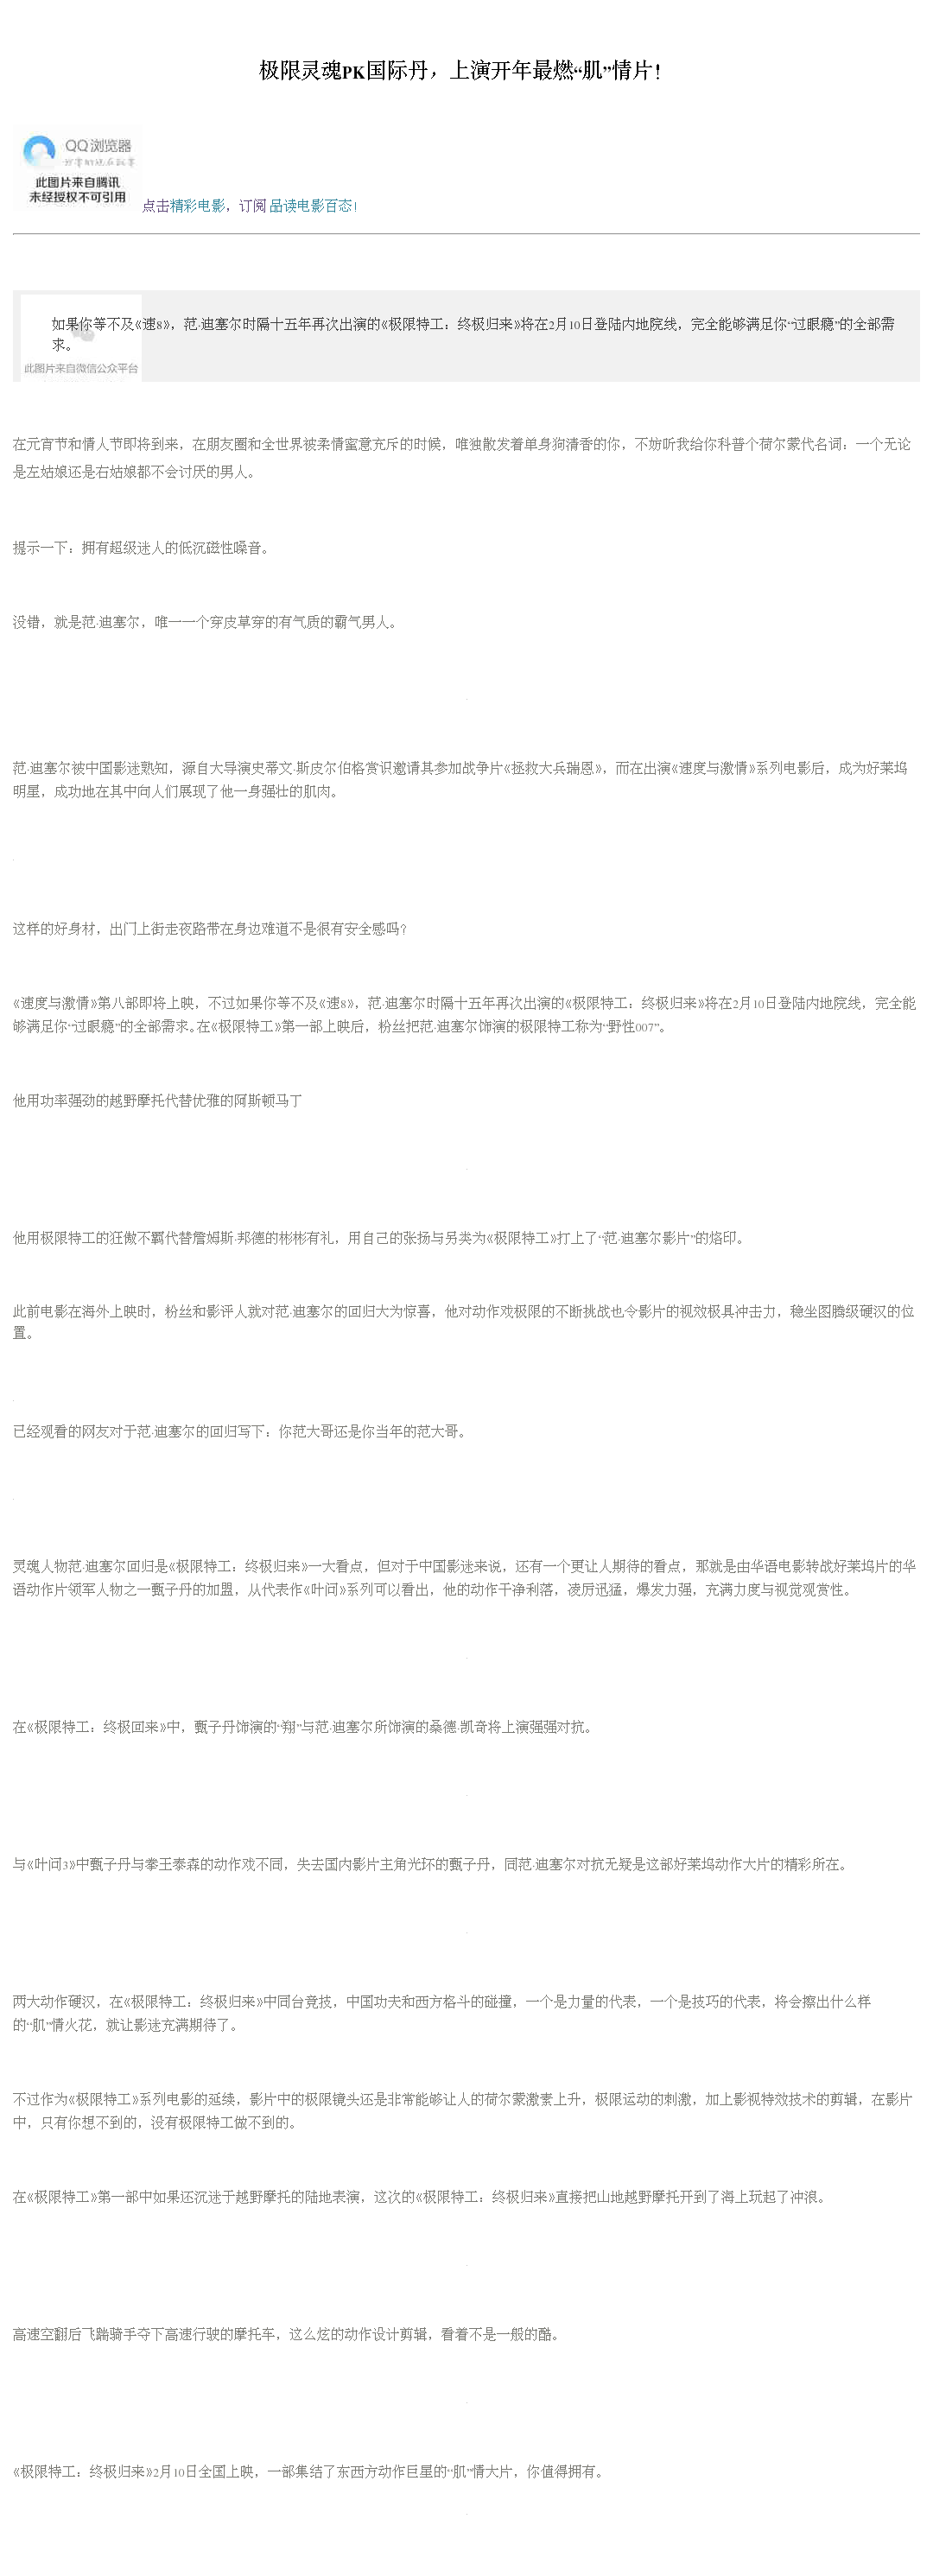 极限灵魂PK国际丹，上演开年最燃“肌”情片！
QQ浏览器
此图片来自腾讯
未经授权不可引用
点击精彩电影，订阅 品读电影百态！
如果你等不及《速8》，范·迪塞尔时隔十五年再次出演的《极限特工：终极归来》将在2月10日登陆内地院线，完全能够满足你“过眼瘾”的全部需
求。
此图片来自微信公众平台
在元宵节和情人节即将到来，在朋友圈和全世界被柔情蜜意充斥的时候，唯独散发着单身狗清香的你，不妨听我给你科普个荷尔蒙代名词：一个无论
是左姑娘还是右姑娘都不会讨厌的男人。
提示一下：拥有超级迷人的低沉磁性嗓音。
没错，就是范·迪塞尔，唯一一个穿皮草穿的有气质的霸气男人。
范·迪塞尔被中国影迷熟知，源自大导演史蒂文·斯皮尔伯格赏识邀请其参加战争片《拯救大兵瑞恩》，而在出演《速度与激情》系列电影后，成为好莱坞
明星，成功地在其中向人们展现了他一身强壮的肌肉。
这样的好身材，出门上街走夜路带在身边难道不是很有安全感吗？
《速度与激情》第八部即将上映，不过如果你等不及《速8》，范·迪塞尔时隔十五年再次出演的《极限特工：终极归来》将在2月10日登陆内地院线，完全能
够满足你“过眼瘾”的全部需求。在《极限特工》第一部上映后，粉丝把范·迪塞尔饰演的极限特工称为“野性007”。
他用功率强劲的越野摩托代替优雅的阿斯顿马丁
他用极限特工的狂傲不羁代替詹姆斯·邦德的彬彬有礼，用自己的张扬与另类为《极限特工》打上了“范·迪塞尔影片”的烙印。
此前电影在海外上映时，粉丝和影评人就对范·迪塞尔的回归大为惊喜，他对动作戏极限的不断挑战也令影片的视效极具冲击力，稳坐图腾级硬汉的位
置。
已经观看的网友对于范·迪塞尔的回归写下：你范大哥还是你当年的范大哥。
灵魂人物范·迪塞尔回归是《极限特工：终极归来》一大看点，但对于中国影迷来说，还有一个更让人期待的看点，那就是由华语电影转战好莱坞片的华
语动作片领军人物之一甄子丹的加盟，从代表作《叶问》系列可以看出，他的动作干净利落，凌厉迅猛，爆发力强，充满力度与视觉观赏性。
在《极限特工：终极回来》中，甄子丹饰演的“翔”与范·迪塞尔所饰演的桑德·凯奇将上演强强对抗。
与《叶问3》中甄子丹与拳王泰森的动作戏不同，失去国内影片主角光环的甄子丹，同范·迪塞尔对抗无疑是这部好莱坞动作大片的精彩所在。
两大动作硬汉，在《极限特工：终极归来》中同台竞技，中国功夫和西方格斗的碰撞，一个是力量的代表，一个是技巧的代表，将会擦出什么样
的“肌”情火花，就让影迷充满期待了。
不过作为《极限特工》系列电影的延续，影片中的极限镜头还是非常能够让人的荷尔蒙激素上升，极限运动的刺激，加上影视特效技术的剪辑，在影片
中，只有你想不到的，没有极限特工做不到的。
在《极限特工》第一部中如果还沉迷于越野摩托的陆地表演，这次的《极限特工：终极归来》直接把山地越野摩托开到了海上玩起了冲浪。
高速空翻后飞踹骑手夺下高速行驶的摩托车，这么炫的动作设计剪辑，看着不是一般的酷。
《极限特工：终极归来》2月10日全国上映，一部集结了东西方动作巨星的“肌”情大片，你值得拥有。